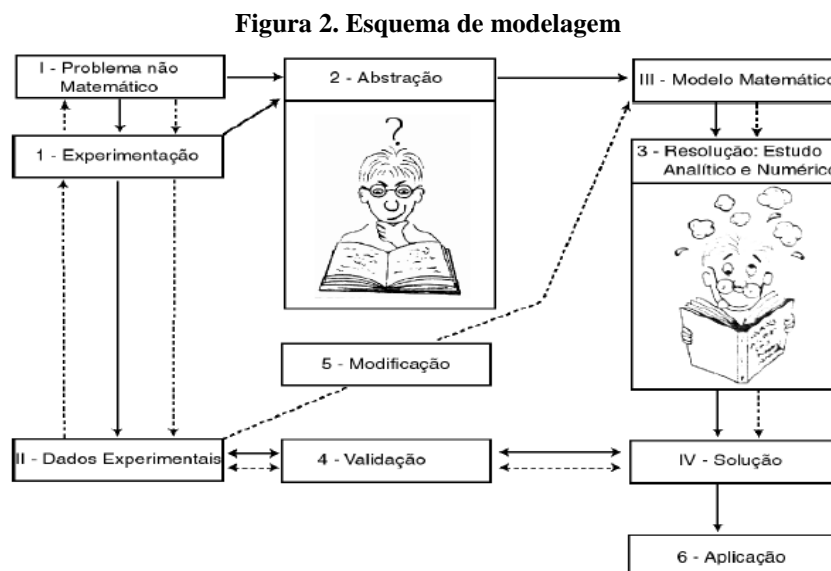 Figura 2. Esquema de modelagem
I - Problema não
Matemático
2 - Abstração
III - Modelo Matemático
1 - Experimentação
3 - Resolução: Estudo
Analítico e Numérico
?
5 - Modificação
II - Dados Experimentais
4 - Validação
IV - Solução
6 - Aplicação